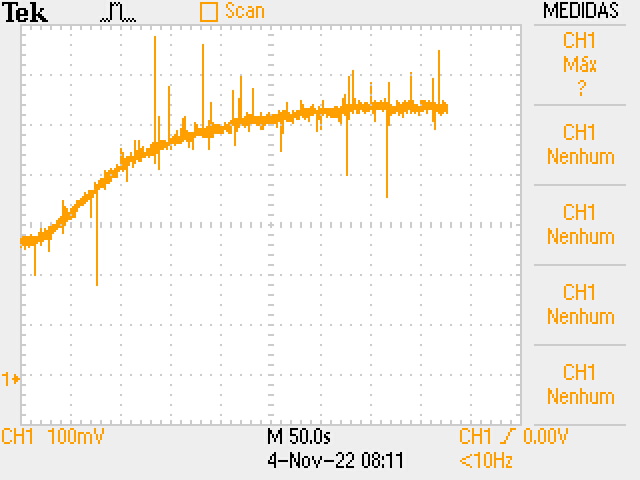 Tek Scan MEDIDAS
CH1
Máx
?
CH1
Nenhum
CH1
Nenhum
CH1
Nenhum
CH1
Nenhum
1
CH1 100mV M 50.0s CH1 0.00V
4-Nov-22 08:11 <10Hz